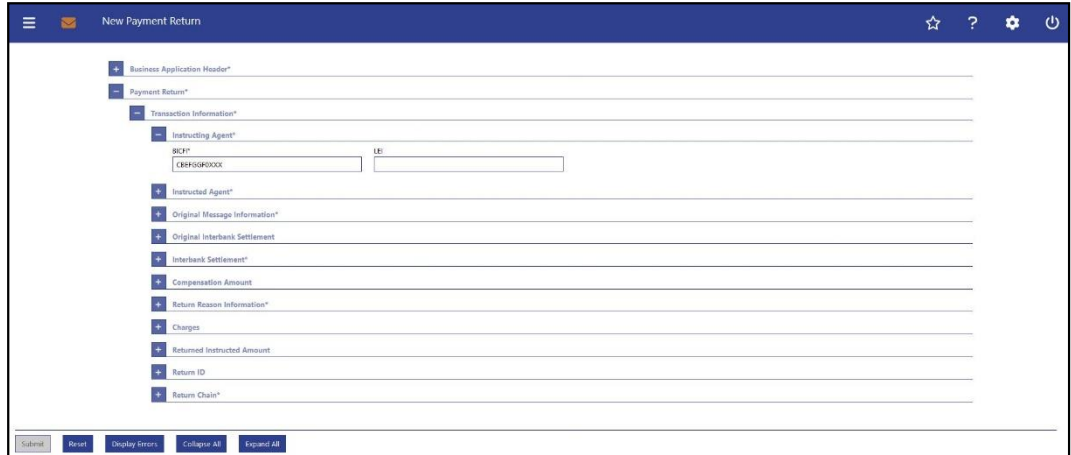 New Payment Return
?
+ Business Application Header*
− Payment Return*
− Transaction Information*
− Instructing Agent*
BICFI* LEI
CBEFGGF0XXX
+ Instructed Agent*
+ Original Message Information*
+ Original Interbank Settlement
+ Interbank Settlement*
+ Compensation Amount
+ Return Reason Information*
+ Charges
+ Returned Instructed Amount
+ Return ID
+ Return Chain*
Submit Reset Display Errors Collapse All Expand All